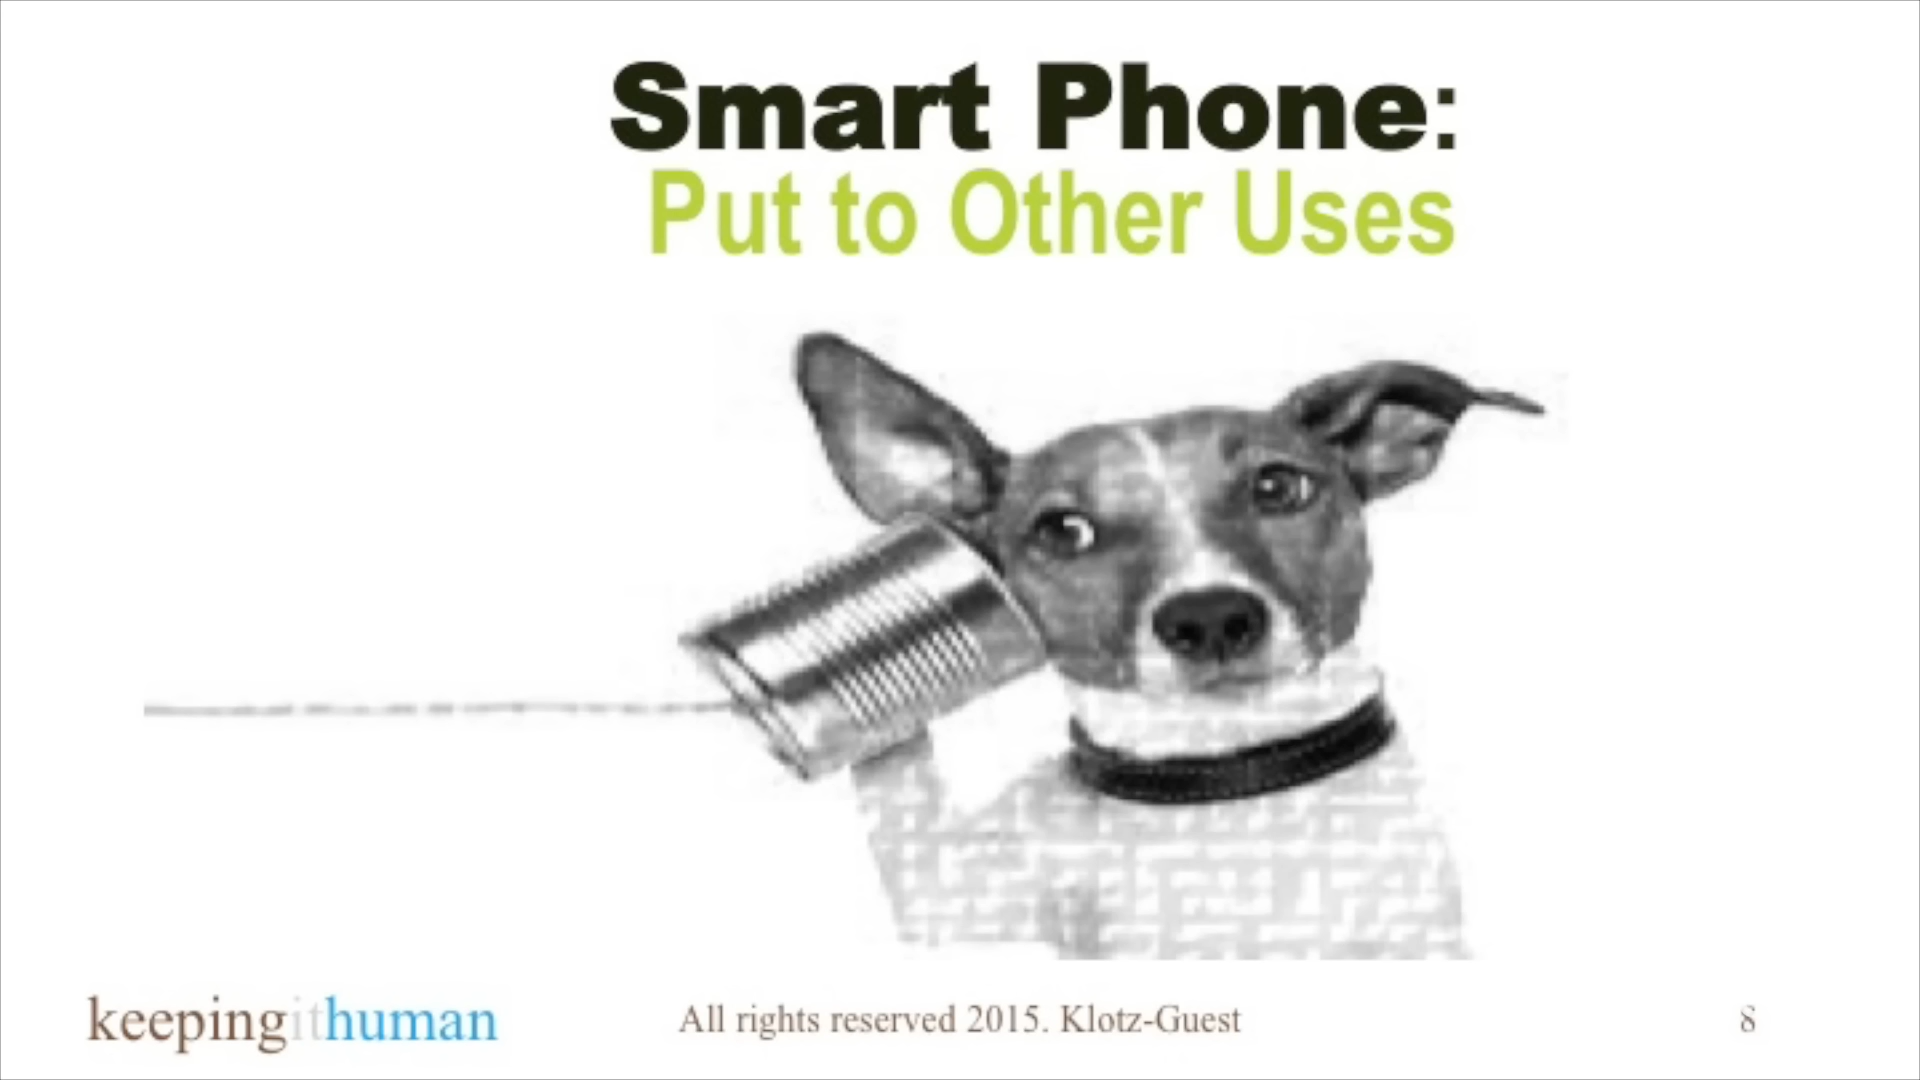 Smart Phone:
Put to Other Uses
keepingithuman
All rights reserved 2015. Klotz-Guest
8